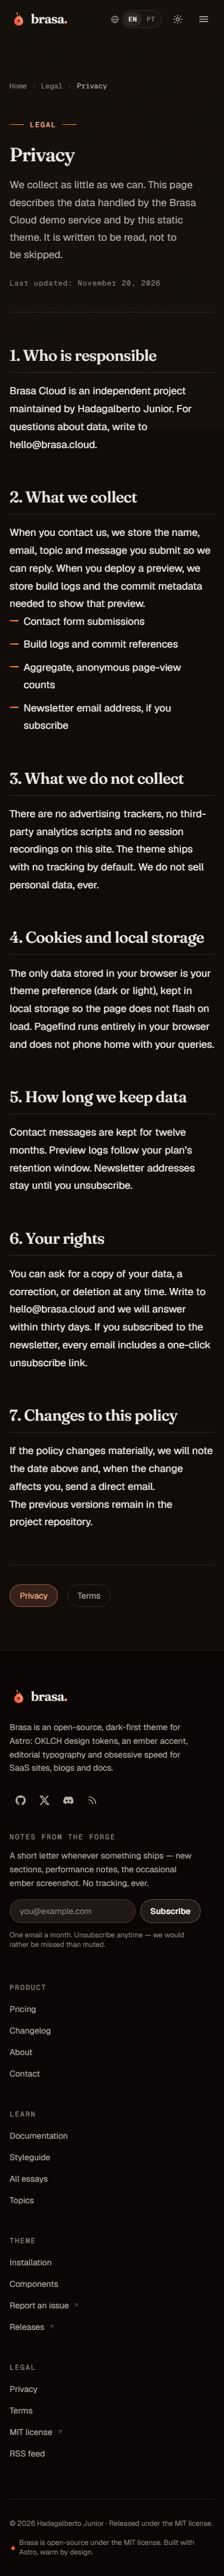 brasa.
EN PT
Home > Legal > Privacy
LEGAL
Privacy
We collect as little as we can. This page
describes the data handled by the Brasa
Cloud demo service and by this static
theme. It is written to be read, not to
be skipped.
Last updated: November 20, 2026
1. Who is responsible
Brasa Cloud is an independent project
maintained by Hadagalberto Junior. For
questions about data, write to
hello@brasa.cloud.
2. What we collect
When you contact us, we store the name,
email, topic and message you submit so we
can reply. When you deploy a preview, we
store build logs and the commit metadata
needed to show that preview.
Contact form submissions
Build logs and commit references
Aggregate, anonymous page-view
counts
Newsletter email address, if you
subscribe
3. What we do not collect
There are no advertising trackers, no third-
party analytics scripts and no session
recordings on this site. The theme ships
with no tracking by default. We do not sell
personal data, ever.
4. Cookies and local storage
The only data stored in your browser is your
theme preference (dark or light), kept in
local storage so the page does not flash on
load. Pagefind runs entirely in your browser
and does not phone home with your queries.
5. How long we keep data
Contact messages are kept for twelve
months. Preview logs follow your plan's
retention window. Newsletter addresses
stay until you unsubscribe.
6. Your rights
You can ask for a copy of your data, a
correction, or deletion at any time. Write to
hello@brasa.cloud and we will answer
within thirty days. If you subscribed to the
newsletter, every email includes a one-click
unsubscribe link.
7. Changes to this policy
If the policy changes materially, we will note
the date above and, when the change
affects you, send a direct email.
The previous versions remain in the
project repository.
Privacy Terms
brasa.
Brasa is an open-source, dark-first theme for
Astro: OKLCH design tokens, an ember accent,
editorial typography and obsessive speed for
SaaS sites, blogs and docs.
NOTES FROM THE FORGE
A short letter whenever something ships — new
sections, performance notes, the occasional
ember screenshot. No tracking, ever.
you@example.com Subscribe
One email a month. Unsubscribe anytime — we would
rather be missed than muted.
PRODUCT
Pricing
Changelog
About
Contact
LEARN
Documentation
Styleguide
All essays
Topics
THEME
Installation
Components
Report an issue ↗
Releases ↗
LEGAL
Privacy
Terms
MIT license ↗
RSS feed
© 2026 Hadagalberto Junior · Released under the MIT license.
Brasa is open-source under the MIT license. Built with
Astro, warm by design.